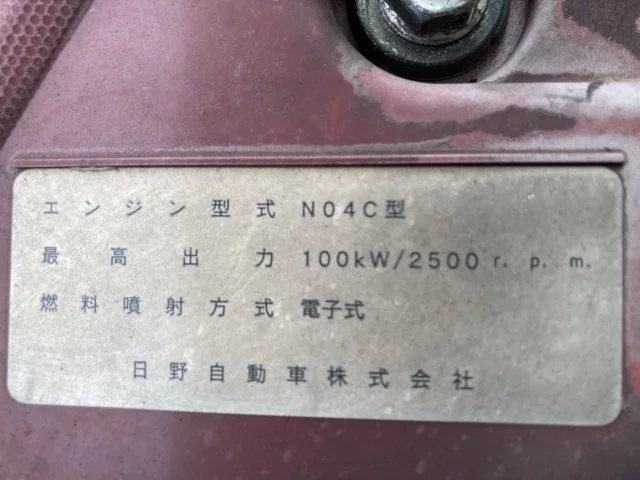 エンジン型式 N04C型
最高出力 100kW/2500 r. p. m.
燃料噴射方式 電子式
日野自動車株式会社